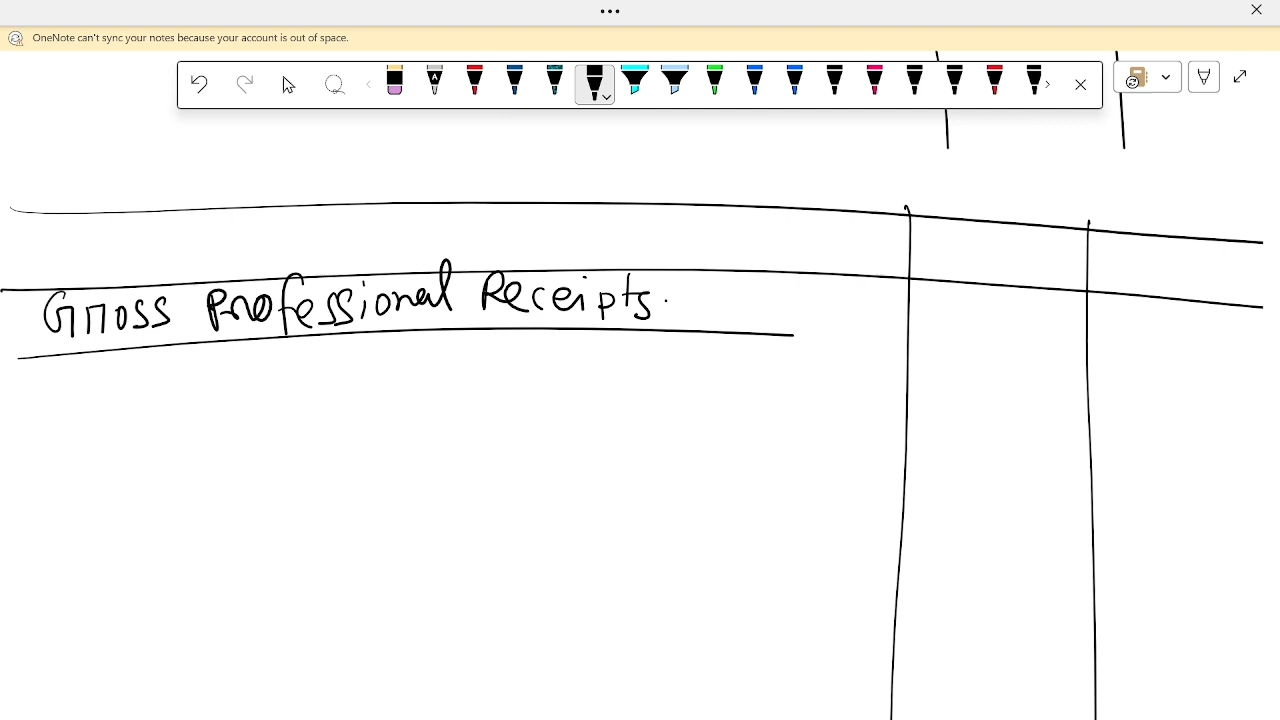 OneNote can't sync your notes because your account is out of space.
A
Gross Professional Receipts.